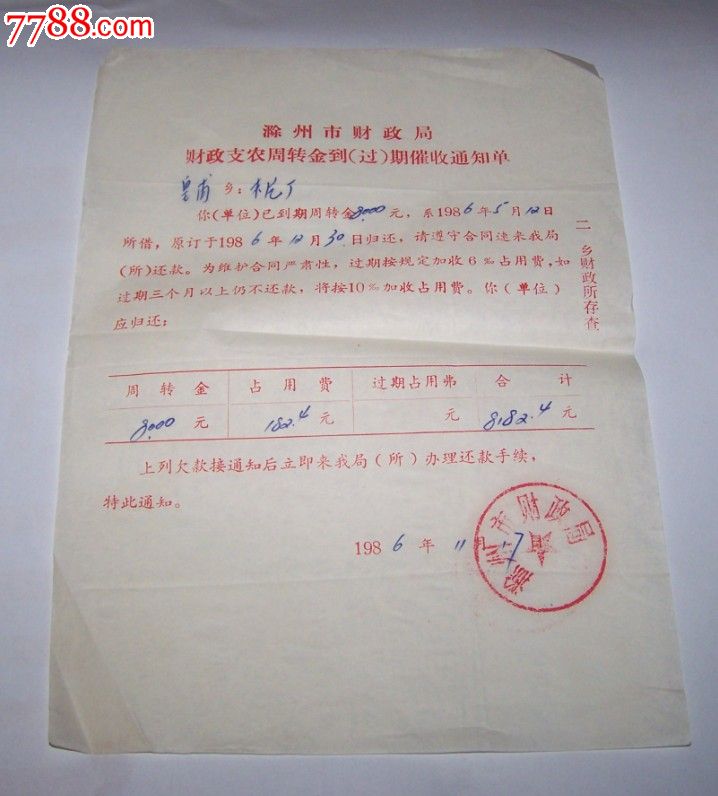 7788.com
滁州市财政局
财政支农周转金到(过)期催收通知单
皇甫 乡:
你(单位)已到期周转金8000元,系1986年5月12日
所借,原订于1986年12月30日归还,请遵守合同速来我局
(所)还款。为维护合同严肃性,过期按规定加收6‰占用费,如
过期三个月以上仍不还款,将按10‰加收占用费。你(单位)
应归还:
周转金 占用费 过期占用弗 合计
8000元 182.4元 元 8182.4元
上列欠款接通知后立即来我局(所)办理还款手续,
特此通知。
1986年11月17
滁州市财政局
二 乡财政所存查